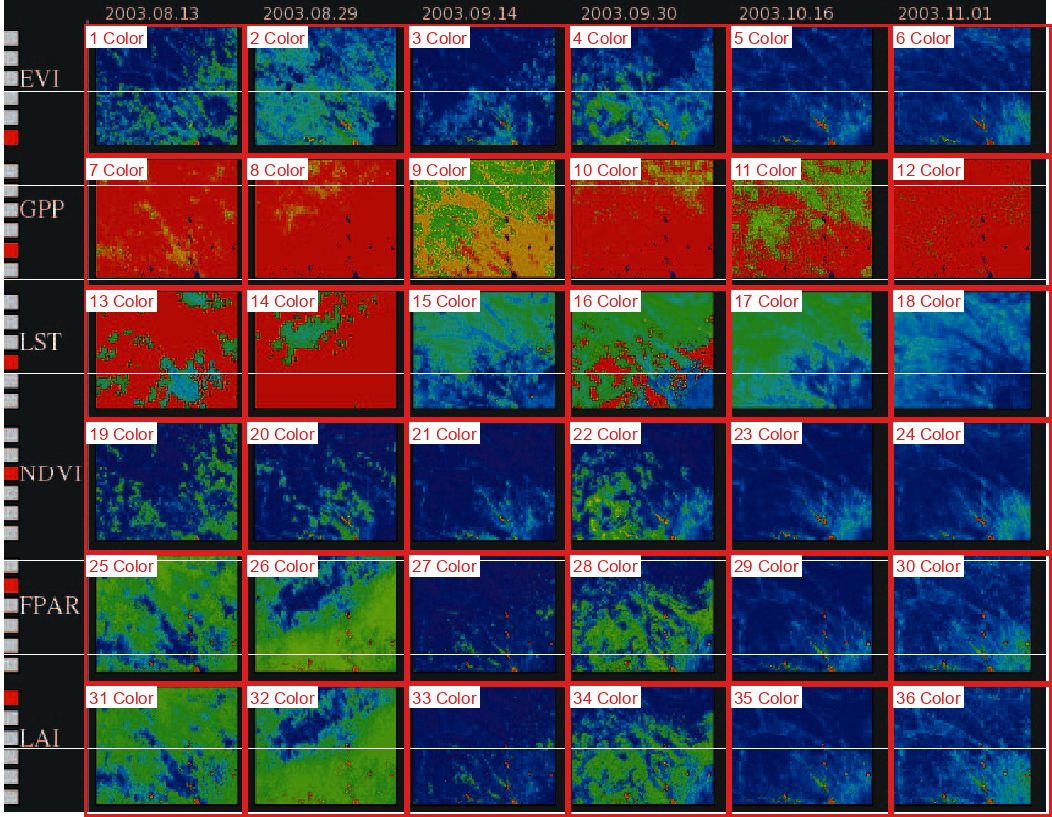 2003.08.13 2003.08.29 2003.09.14 2003.09.30 2003.10.16 2003.11.01
EVI 1 Color 2 Color 3 Color 4 Color 5 Color 6 Color
GPP 7 Color 8 Color 9 Color 10 Color 11 Color 12 Color
LST 13 Color 14 Color 15 Color 16 Color 17 Color 18 Color
NDVI 19 Color 20 Color 21 Color 22 Color 23 Color 24 Color
FPAR 25 Color 26 Color 27 Color 28 Color 29 Color 30 Color
LAI 31 Color 32 Color 33 Color 34 Color 35 Color 36 Color